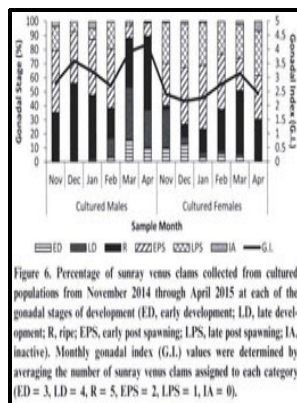 Gonadal Stage (%)
100
90
80
70
60
50
40
30
20
10
0
5
4.5
4
3.5
3
2.5
2
1.5
1
0.5
0
Gonadal Index (G.I.)
Nov Dec Jan Feb Mar Apr Nov Dec Jan Feb Mar Apr
Cultured Males Cultured Females
Sample Month
ED LD R EPS LPS IA G.I.
Figure 6. Percentage of sunray venus clams collected from cultured
populations from November 2014 through April 2015 at each of the
gonadal stages of development (ED, early development; LD, late devel-
opment; R, ripe; EPS, early post spawning; LPS, late post spawning; IA,
inactive). Monthly gonadal index (G.I.) values were determined by
averaging the number of sunray venus clams assigned to each category
(ED = 3, LD = 4, R = 5, EPS = 2, LPS = 1, IA = 0).